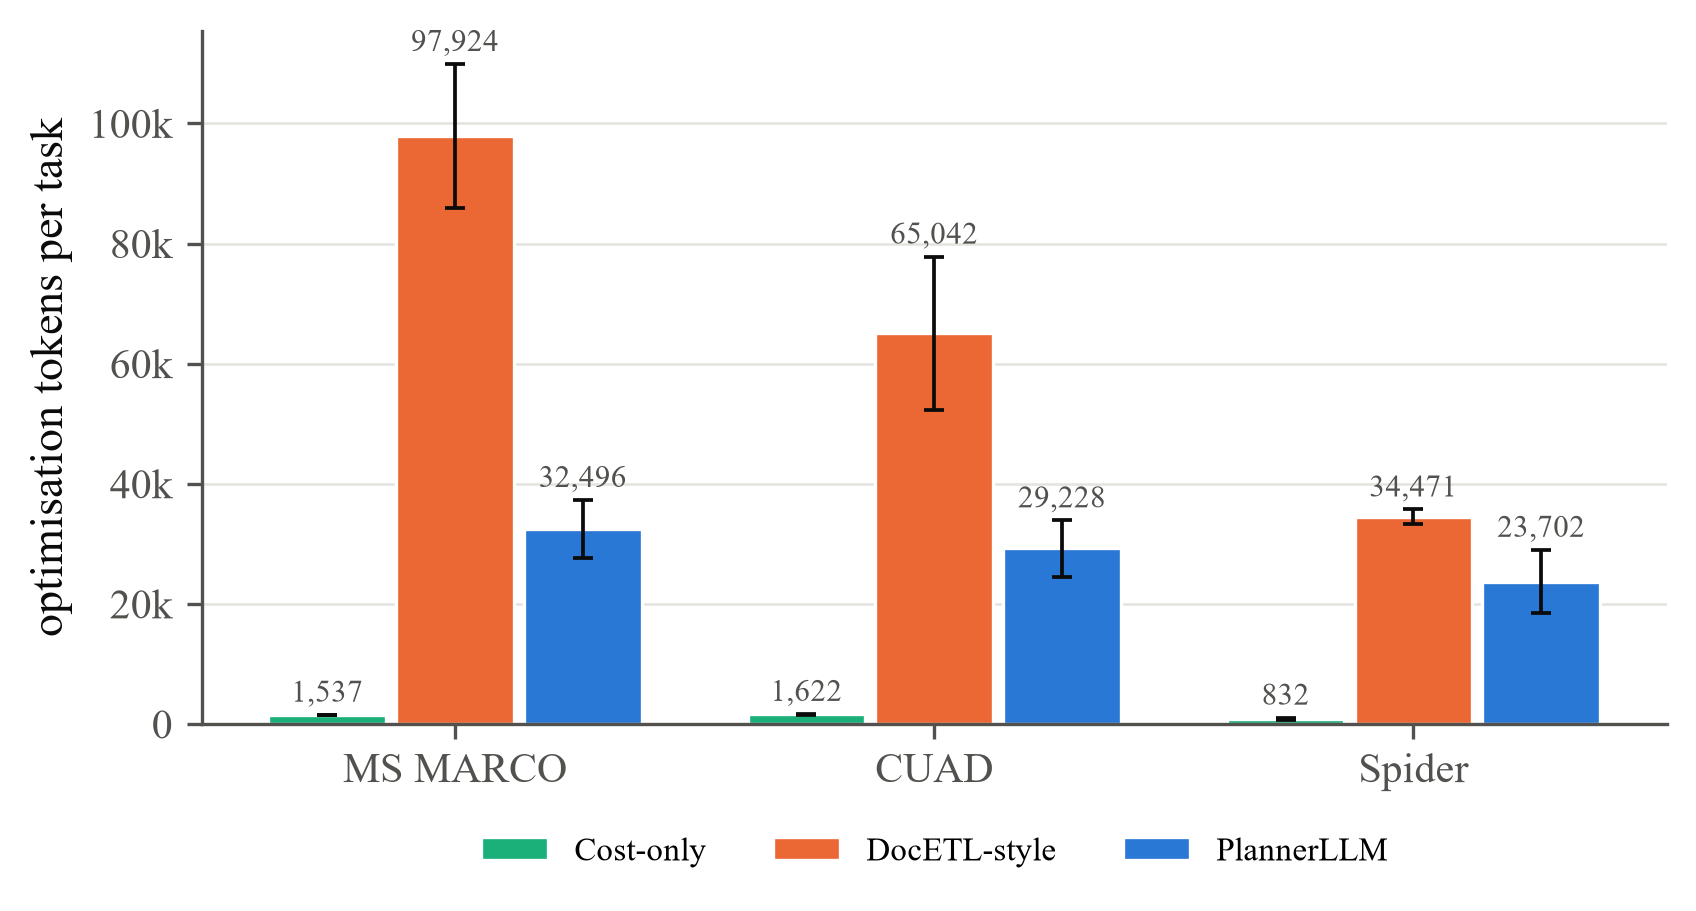 97,924
100k
80k
65,042
60k
40k
32,496
29,228
34,471
23,702
20k
1,537
1,622
832
0
optimisation tokens per task
MS MARCO CUAD Spider
Cost-only DocETL-style PlannerLLM